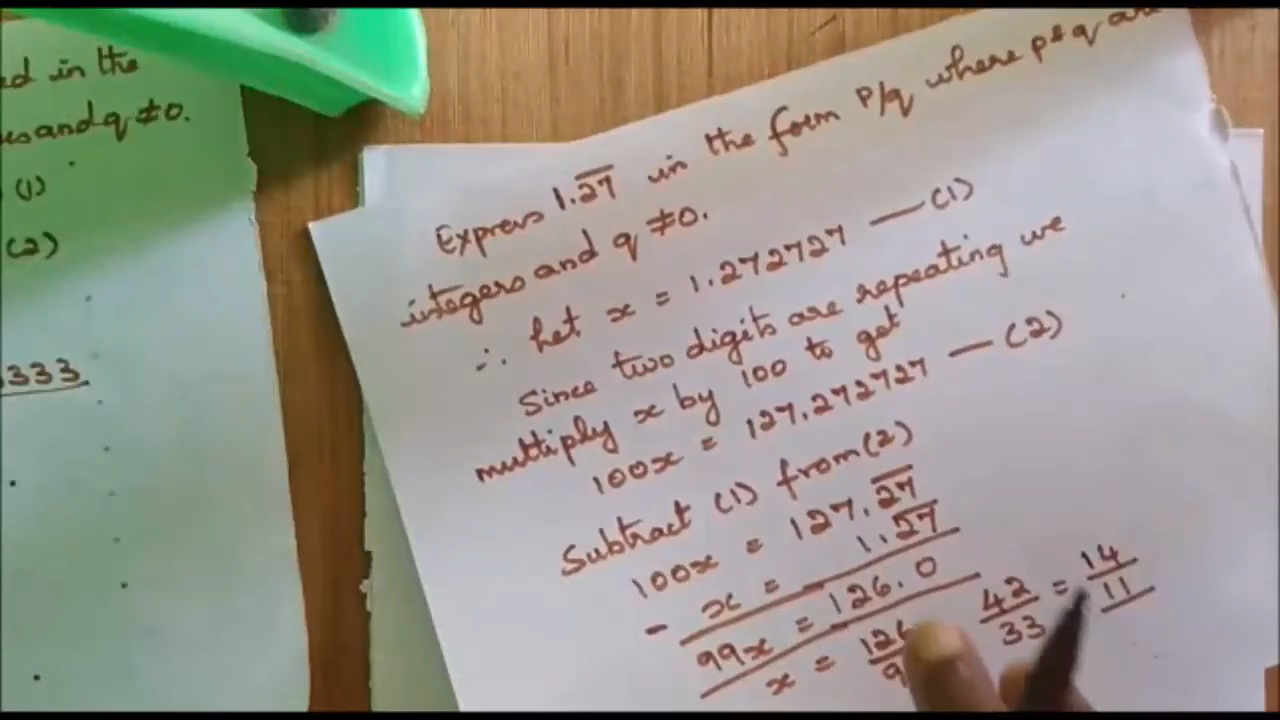 ed in the
and q ≠ 0.
(1)
(2)
333
Express 1.2̅7̅ in the form P/q where p & q are
integers and q ≠ 0.
∴ Let x = 1.272727 — (1)
Since two digits are repeating we
multiply x by 100 to get
100x = 127.272727 — (2)
Subtract (1) from (2)
100x = 127.2̅7̅
- x = 1.2̅7̅
99x = 126.0
x = 126/9 42/33 = 14/11